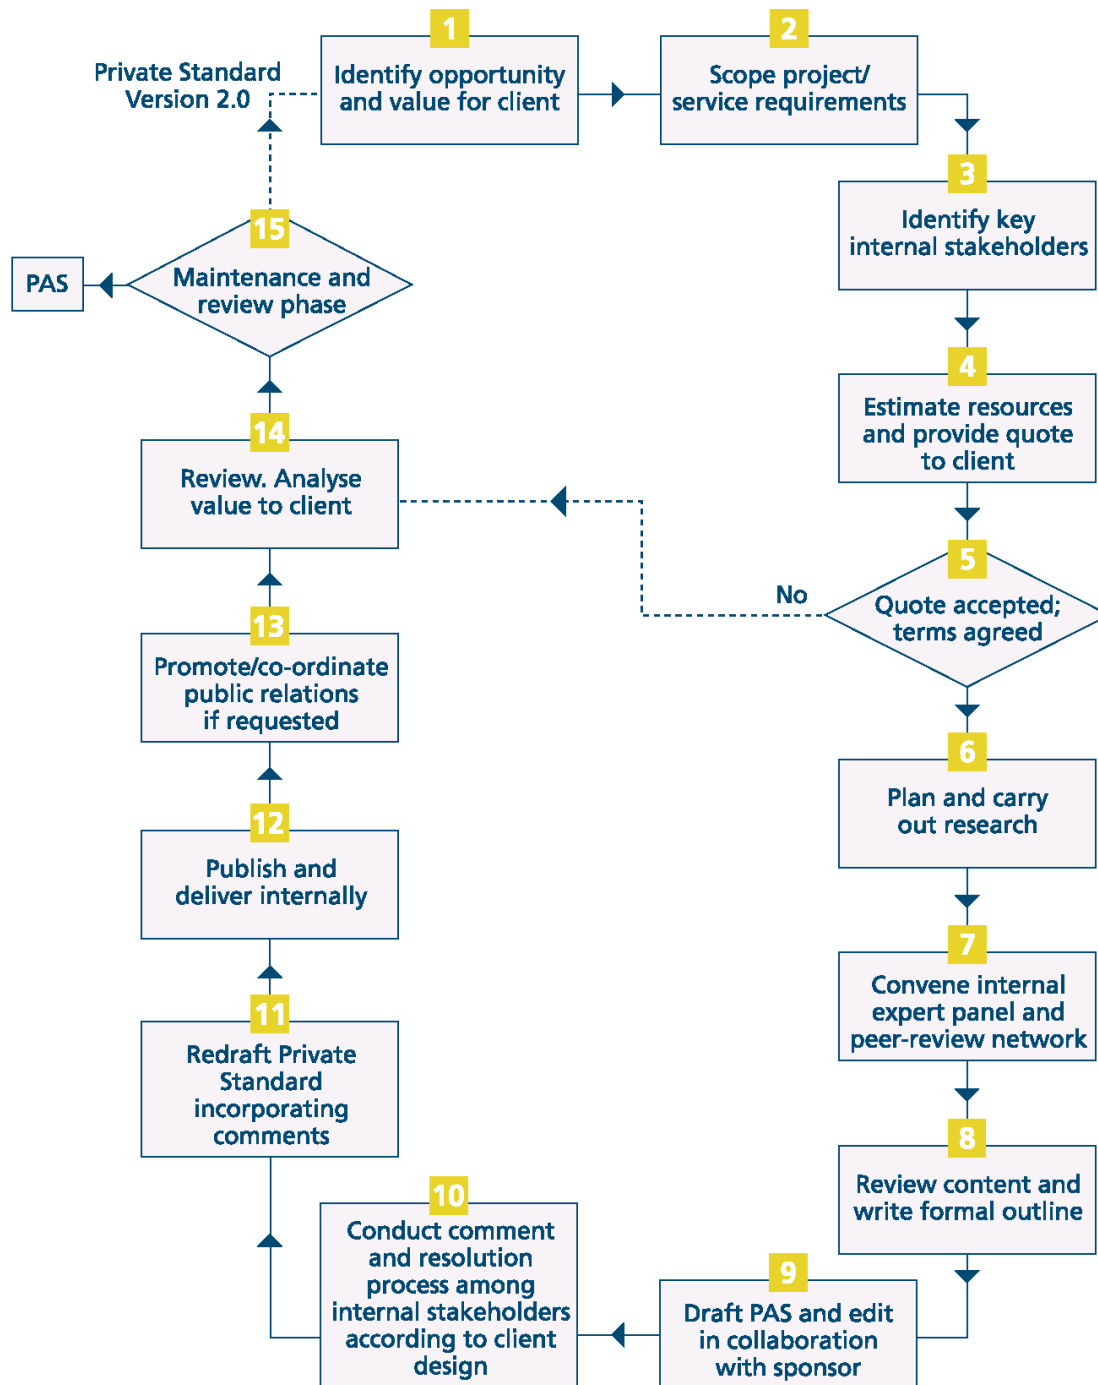 1
Identify opportunity
and value for client
2
Scope project/
service requirements
Private Standard
Version 2.0
3
Identify key
internal stakeholders
15
Maintenance and
review phase
PAS
4
Estimate resources
and provide quote
to client
14
Review. Analyse
value to client
5
Quote accepted;
terms agreed
No
13
Promote/co-ordinate
public relations
if requested
6
Plan and carry
out research
12
Publish and
deliver internally
7
Convene internal
expert panel and
peer-review network
11
Redraft Private
Standard
incorporating
comments
8
Review content and
write formal outline
10
Conduct comment
and resolution
process among
internal stakeholders
according to client
design
9
Draft PAS and edit
in collaboration
with sponsor